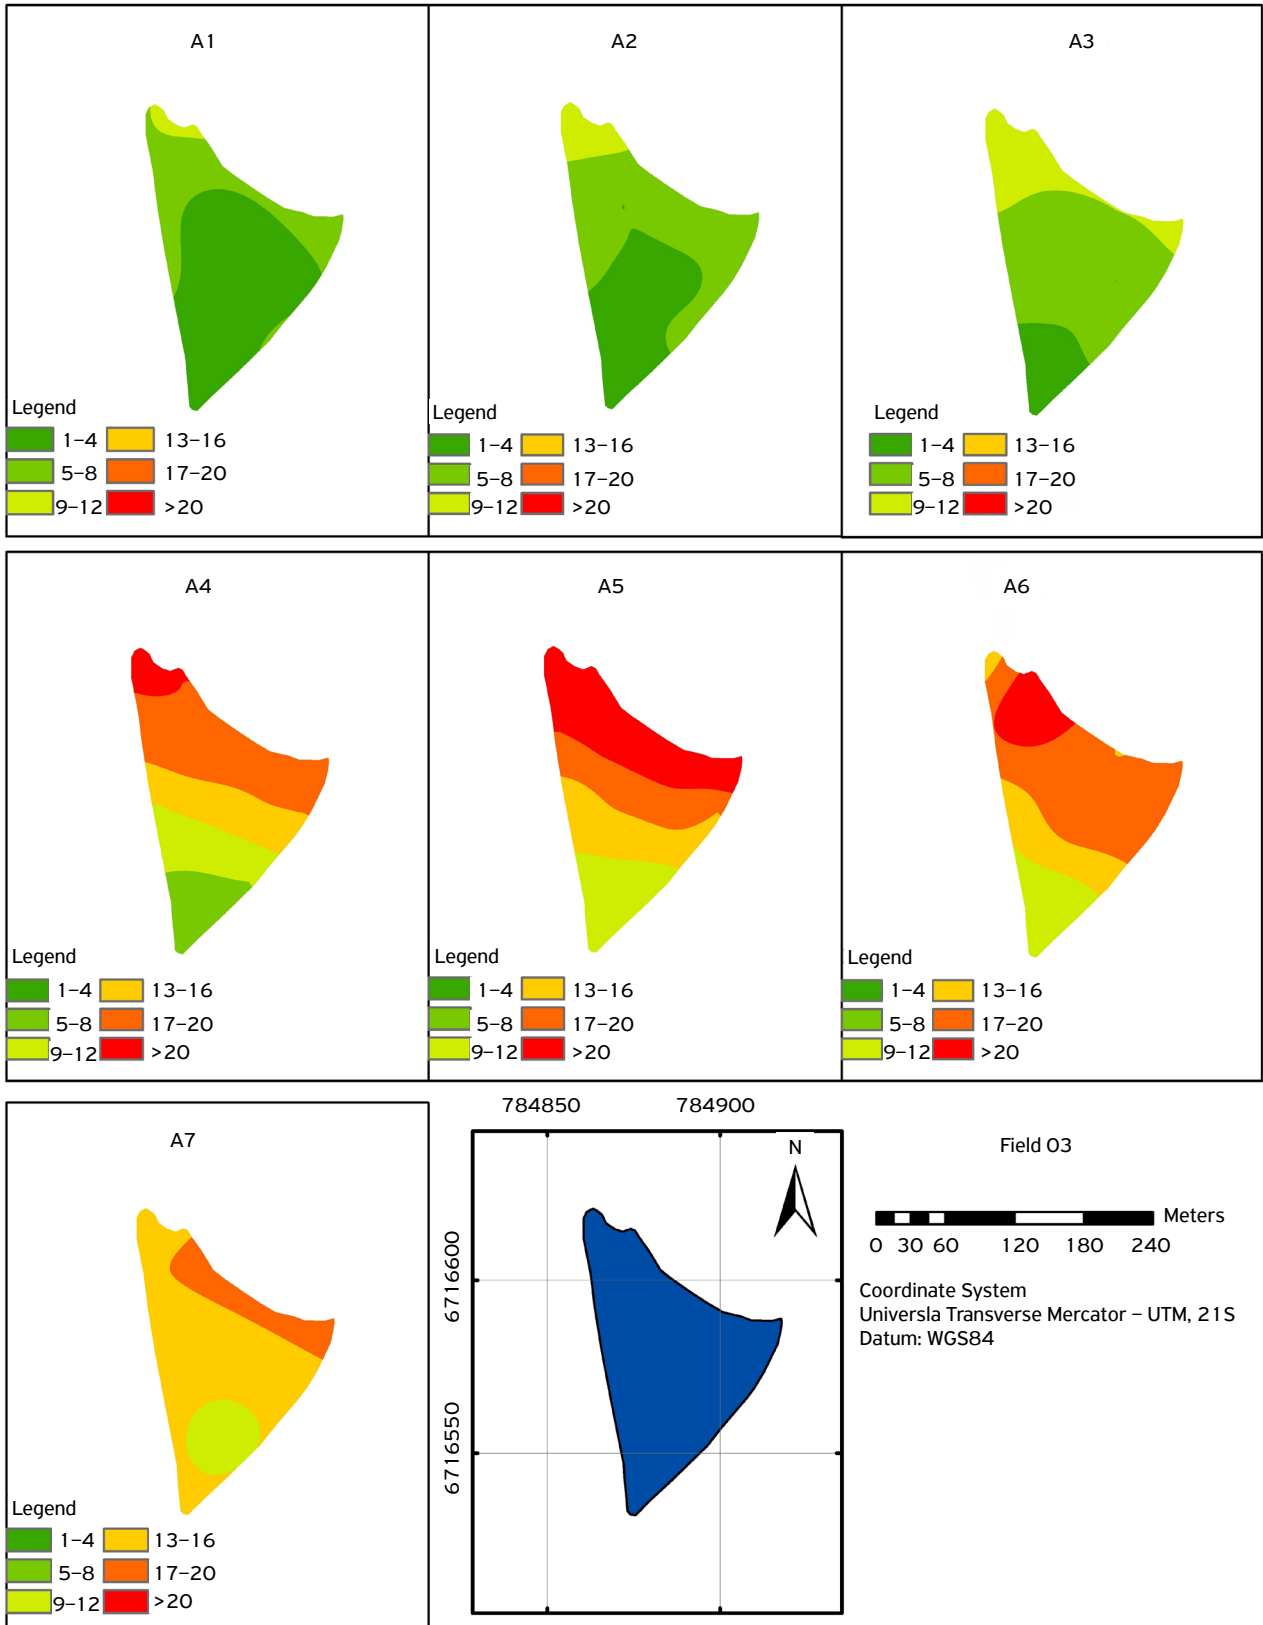 A1
Legend
1–4 13–16
5–8 17–20
9–12 >20
A2
Legend
1–4 13–16
5–8 17–20
9–12 >20
A3
Legend
1–4 13–16
5–8 17–20
9–12 >20
A4
Legend
1–4 13–16
5–8 17–20
9–12 >20
A5
Legend
1–4 13–16
5–8 17–20
9–12 >20
A6
Legend
1–4 13–16
5–8 17–20
9–12 >20
A7
Legend
1–4 13–16
5–8 17–20
9–12 >20
784850 784900
N
6716600
6716550
Field 03
Meters
0 30 60 120 180 240
Coordinate System
Universla Transverse Mercator – UTM, 21S
Datum: WGS84